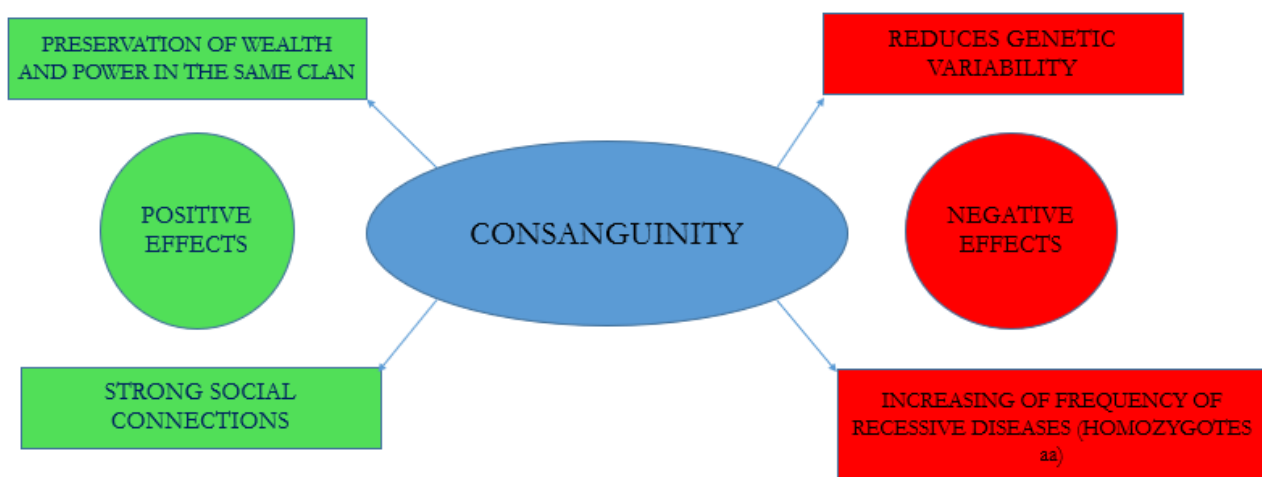 PRESERVATION OF WEALTH
AND POWER IN THE SAME CLAN
REDUCES GENETIC
VARIABILITY
POSITIVE
EFFECTS
CONSANGUINITY
NEGATIVE
EFFECTS
STRONG SOCIAL
CONNECTIONS
INCREASING OF FREQUENCY OF
RECESSIVE DISEASES (HOMOZYGOTES
aa)